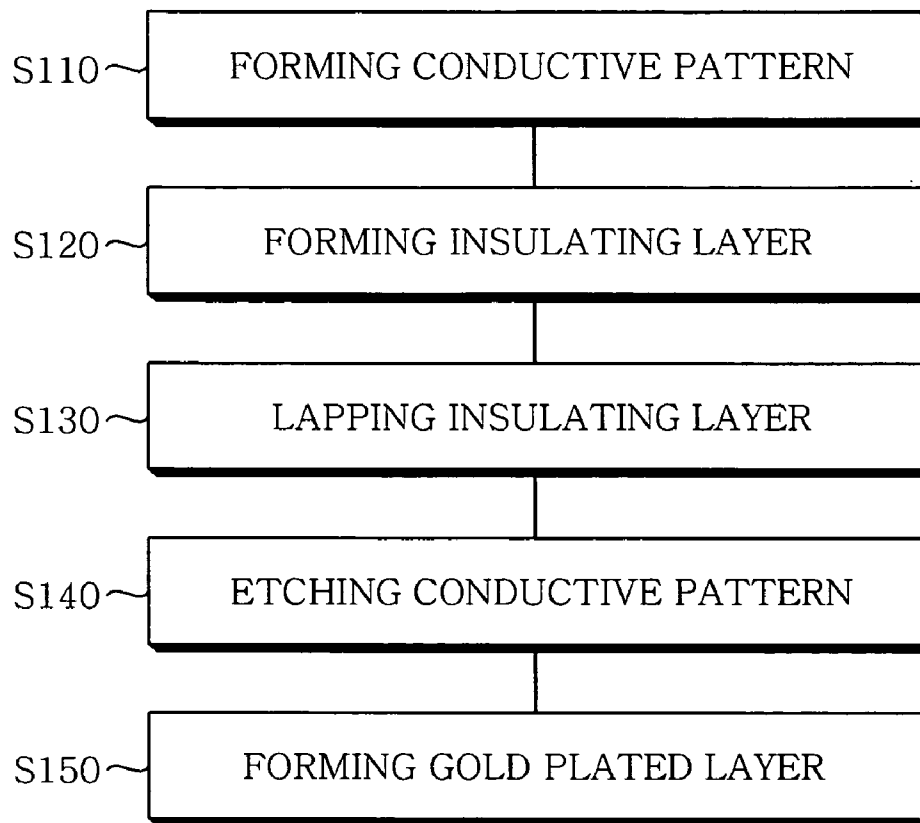 S110 FORMING CONDUCTIVE PATTERN
S120 FORMING INSULATING LAYER
S130 LAPPING INSULATING LAYER
S140 ETCHING CONDUCTIVE PATTERN
S150 FORMING GOLD PLATED LAYER